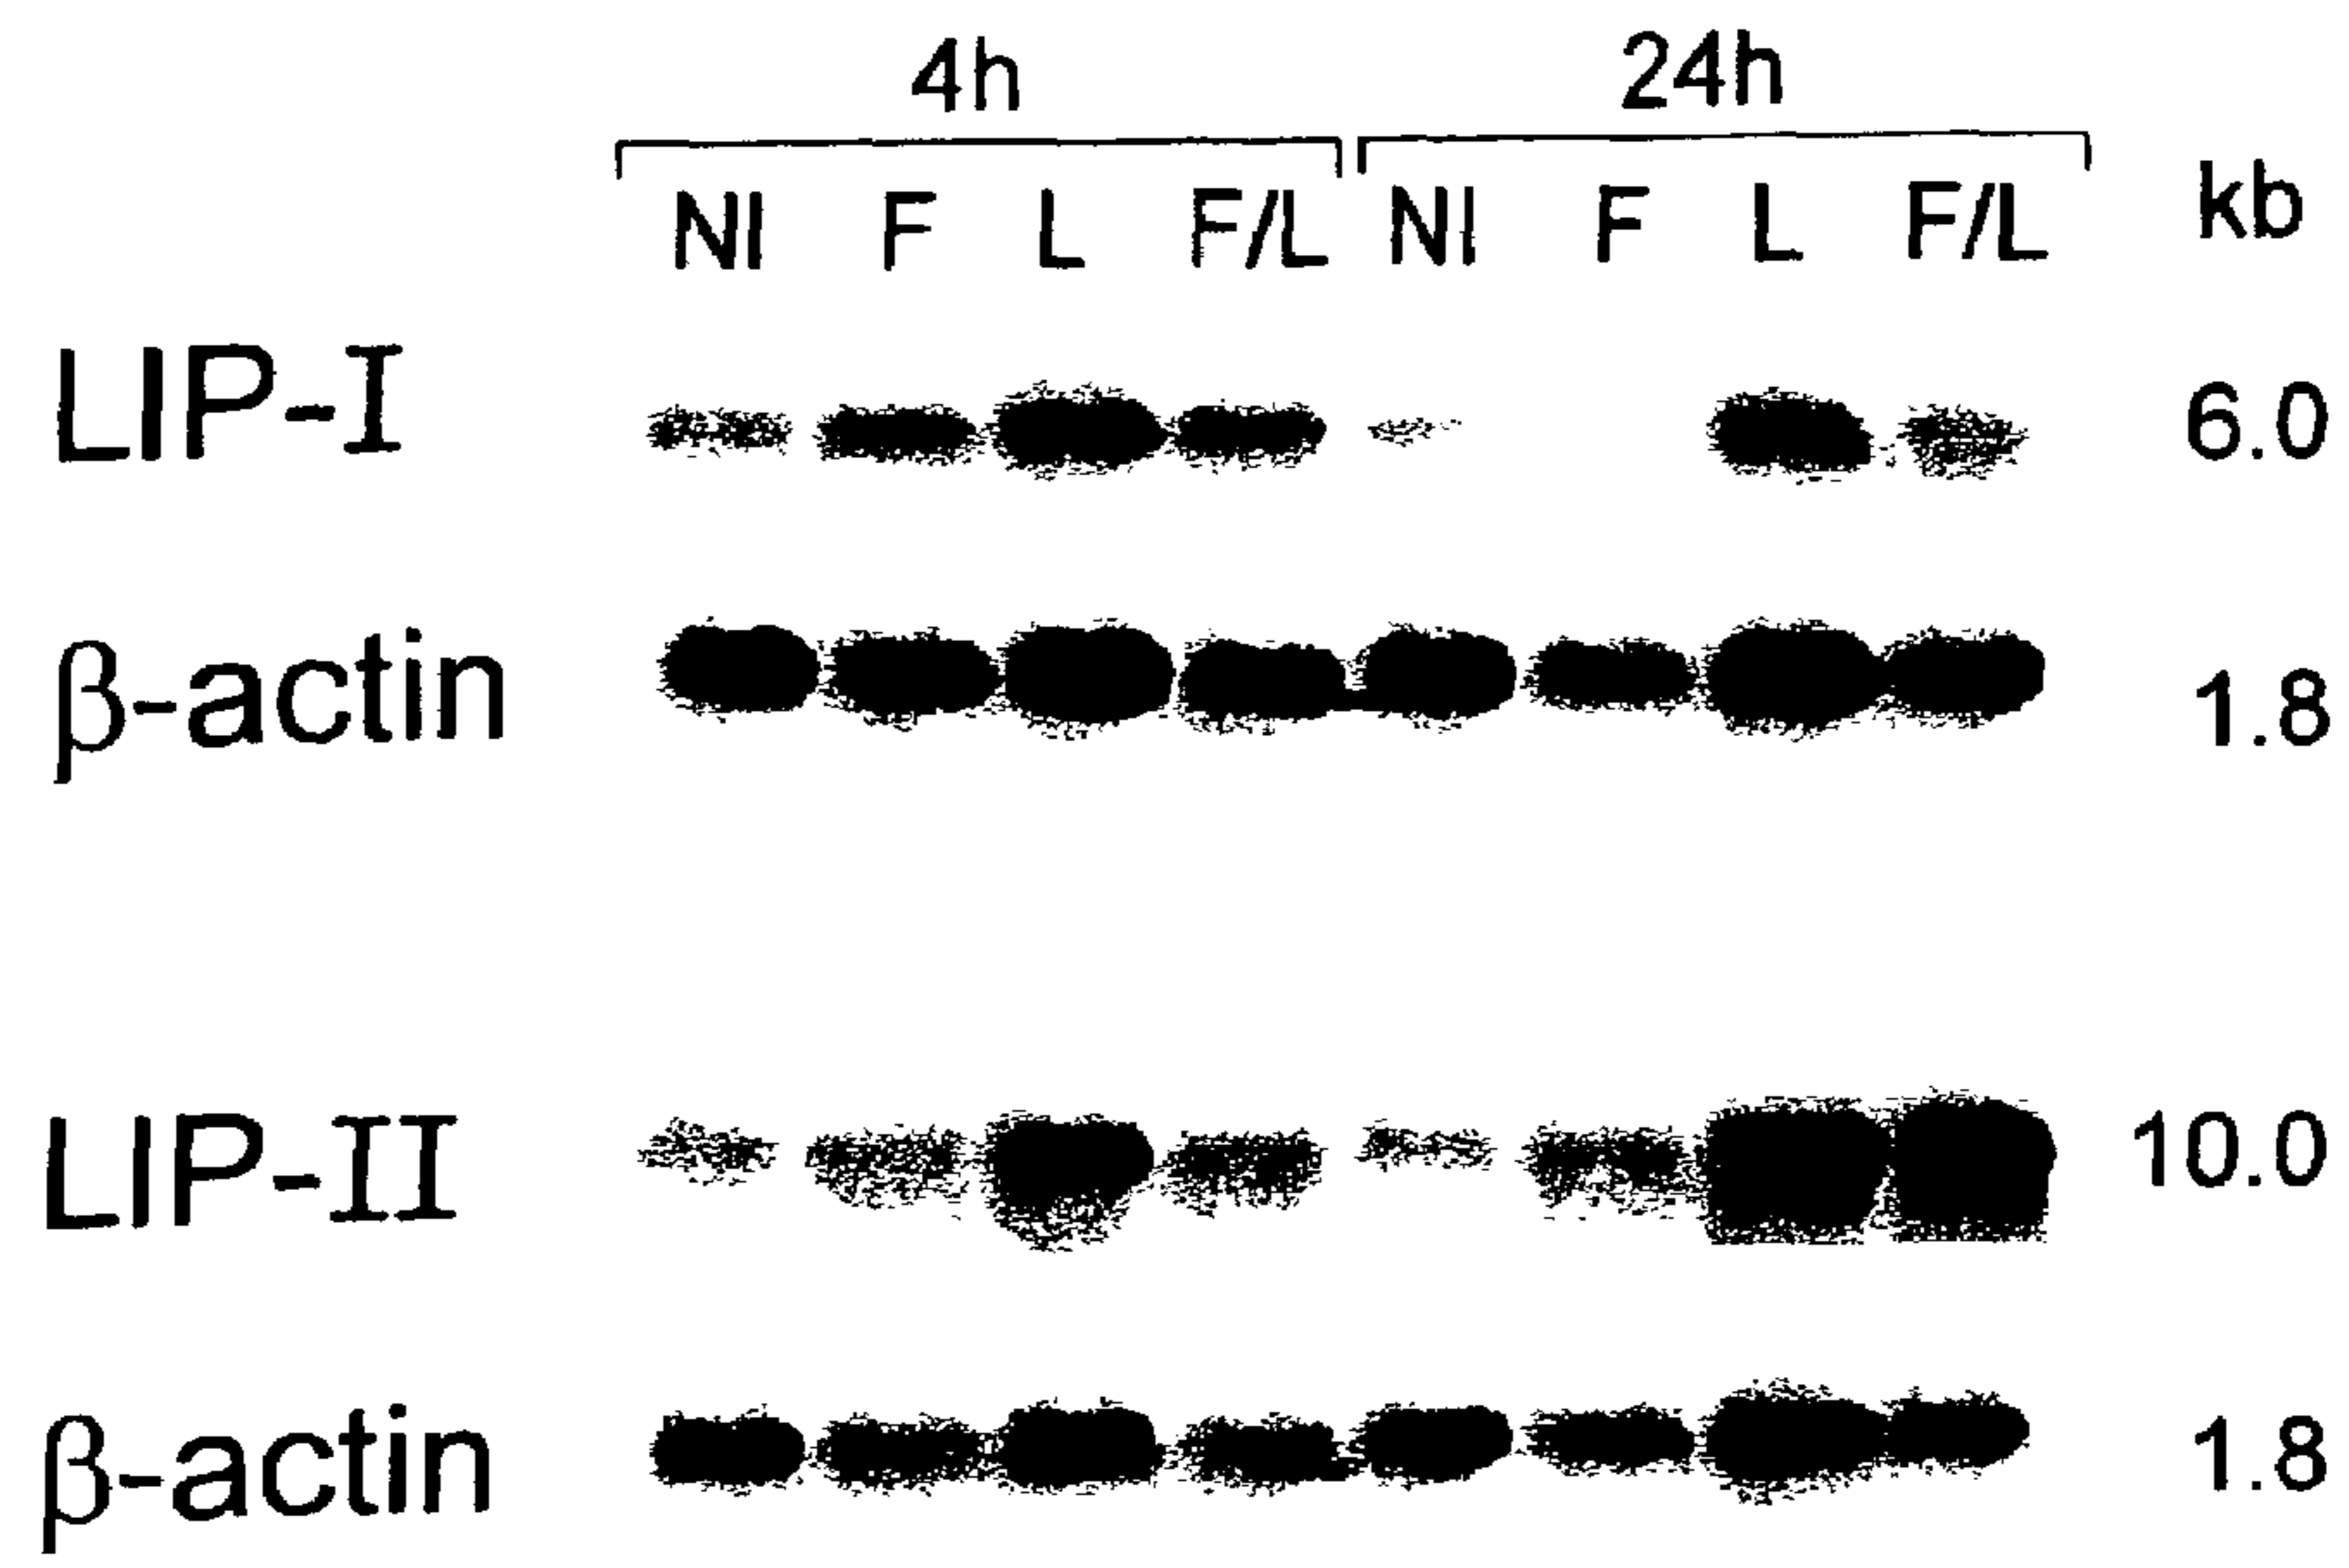 4h 24h
NI F L F/L NI F L F/L kb
LIP-I 6.0
β-actin 1.8
LIP-II 10.0
β-actin 1.8